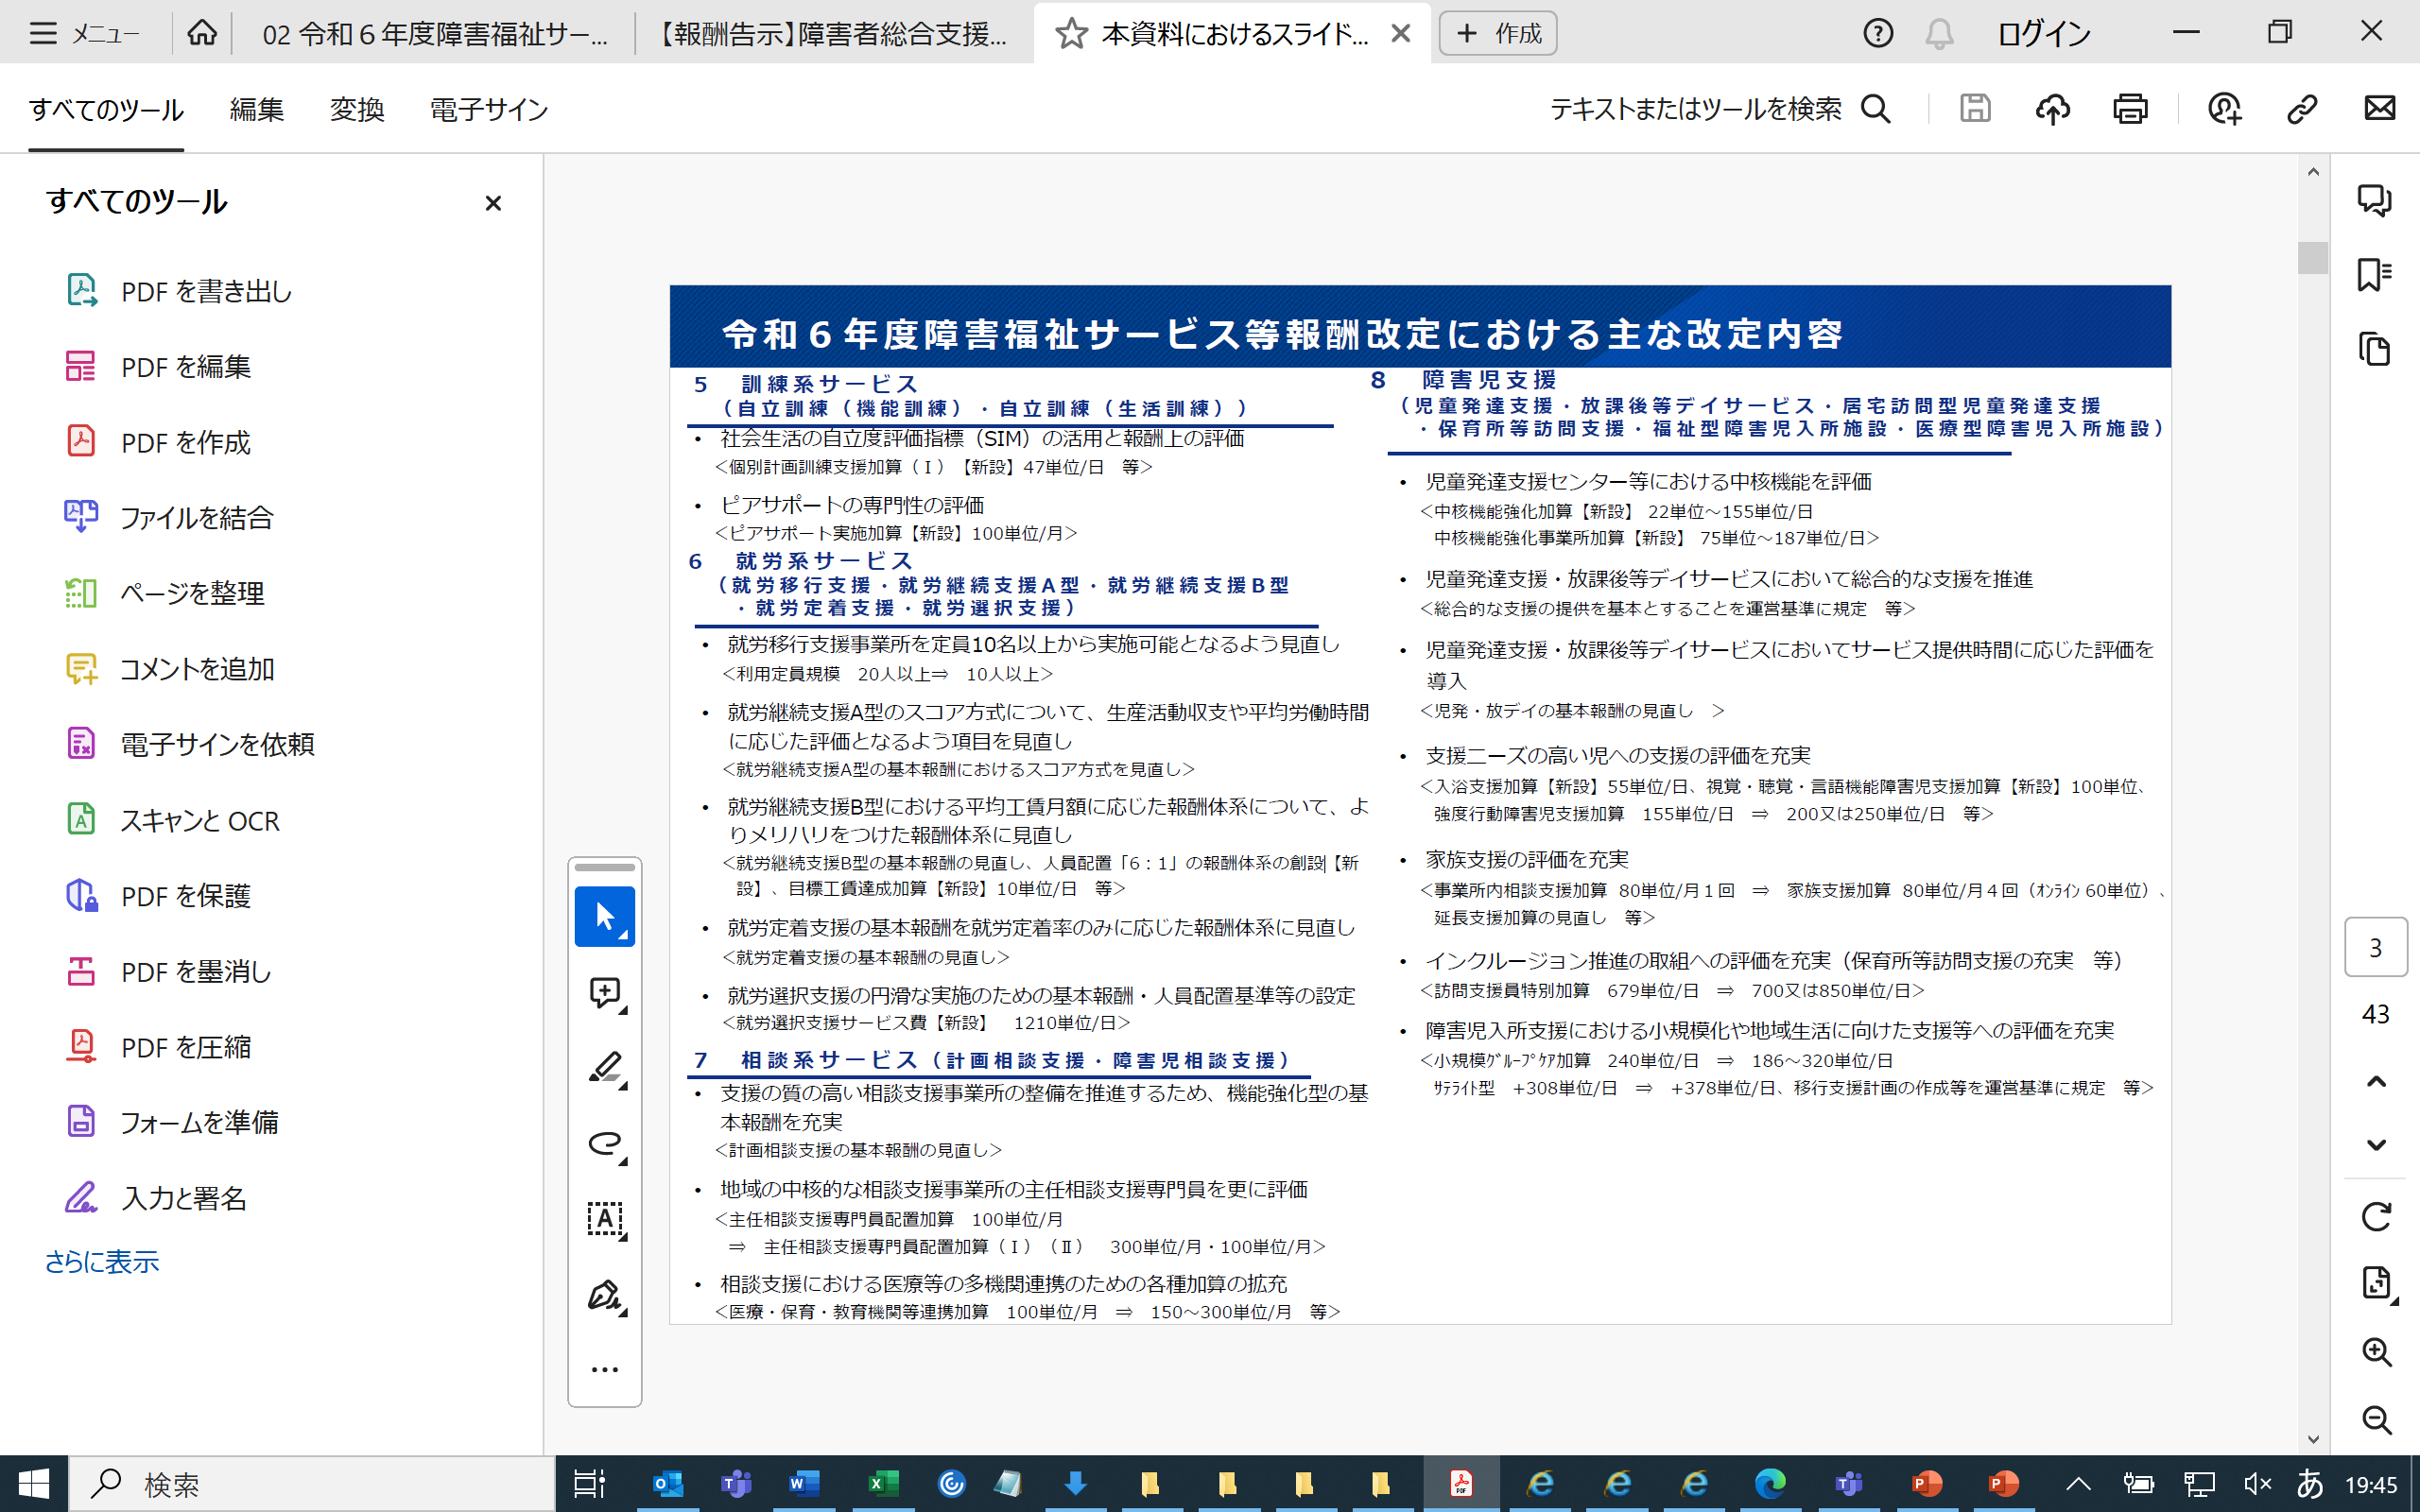 メニュー
02 令和６年度障害福祉サー...
【報酬告示】障害者総合支援...
本資料におけるスライド...
作成
ログイン
すべてのツール
編集
変換
電子サイン
テキストまたはツールを検索
すべてのツール
PDF を書き出し
PDF を編集
PDF を作成
ファイルを結合
ページを整理
コメントを追加
電子サインを依頼
スキャンと OCR
PDF を保護
PDF を墨消し
PDF を圧縮
フォームを準備
入力と署名
さらに表示
令和６年度障害福祉サービス等報酬改定における主な改定内容
5　訓練系サービス
（自立訓練（機能訓練）・自立訓練（生活訓練））
• 社会生活の自立度評価指標（SIM）の活用と報酬上の評価
＜個別計画訓練支援加算（Ⅰ）【新設】47単位/日　等＞
• ピアサポートの専門性の評価
＜ピアサポート実施加算【新設】100単位/月＞
6　就労系サービス
（就労移行支援・就労継続支援A型・就労継続支援B型
・就労定着支援・就労選択支援）
• 就労移行支援事業所を定員10名以上から実施可能となるよう見直し
＜利用定員規模　20人以上⇒　10人以上＞
• 就労継続支援A型のスコア方式について、生産活動収支や平均労働時間
に応じた評価となるよう項目を見直し
＜就労継続支援A型の基本報酬におけるスコア方式を見直し＞
• 就労継続支援B型における平均工賃月額に応じた報酬体系について、よ
りメリハリをつけた報酬体系に見直し
＜就労継続支援B型の基本報酬の見直し、人員配置「6：1」の報酬体系の創設【新
設】、目標工賃達成加算【新設】10単位/日　等＞
• 就労定着支援の基本報酬を就労定着率のみに応じた報酬体系に見直し
＜就労定着支援の基本報酬の見直し＞
• 就労選択支援の円滑な実施のための基本報酬・人員配置基準等の設定
＜就労選択支援サービス費【新設】　1210単位/日＞
7　相談系サービス（計画相談支援・障害児相談支援）
• 支援の質の高い相談支援事業所の整備を推進するため、機能強化型の基
本報酬を充実
＜計画相談支援の基本報酬の見直し＞
• 地域の中核的な相談支援事業所の主任相談支援専門員を更に評価
＜主任相談支援専門員配置加算　100単位/月
⇒　主任相談支援専門員配置加算（Ⅰ）（Ⅱ）　300単位/月・100単位/月＞
• 相談支援における医療等の多機関連携のための各種加算の拡充
＜医療・保育・教育機関等連携加算　100単位/月　⇒　150～300単位/月　等＞
8　障害児支援
（児童発達支援・放課後等デイサービス・居宅訪問型児童発達支援
・保育所等訪問支援・福祉型障害児入所施設・医療型障害児入所施設）
• 児童発達支援センター等における中核機能を評価
＜中核機能強化加算【新設】 22単位～155単位/日
中核機能強化事業所加算【新設】 75単位～187単位/日＞
• 児童発達支援・放課後等デイサービスにおいて総合的な支援を推進
＜総合的な支援の提供を基本とすることを運営基準に規定　等＞
• 児童発達支援・放課後等デイサービスにおいてサービス提供時間に応じた評価を
導入
＜児発・放デイの基本報酬の見直し　＞
• 支援ニーズの高い児への支援の評価を充実
＜入浴支援加算【新設】55単位/日、視覚・聴覚・言語機能障害児支援加算【新設】100単位、
強度行動障害児支援加算　155単位/日　⇒　200又は250単位/日　等＞
• 家族支援の評価を充実
＜事業所内相談支援加算 80単位/月１回　⇒　家族支援加算 80単位/月４回（ｵﾝﾗｲﾝ 60単位）、
延長支援加算の見直し　等＞
• インクルージョン推進の取組への評価を充実（保育所等訪問支援の充実　等）
＜訪問支援員特別加算　679単位/日　⇒　700又は850単位/日＞
• 障害児入所支援における小規模化や地域生活に向けた支援等への評価を充実
＜小規模ｸﾞﾙｰﾌﾟｹｱ加算　240単位/日　⇒　186～320単位/日
ｻﾃﾗｲﾄ型　+308単位/日　⇒　+378単位/日、移行支援計画の作成等を運営基準に規定　等＞
3
43
検索
あ
19:45